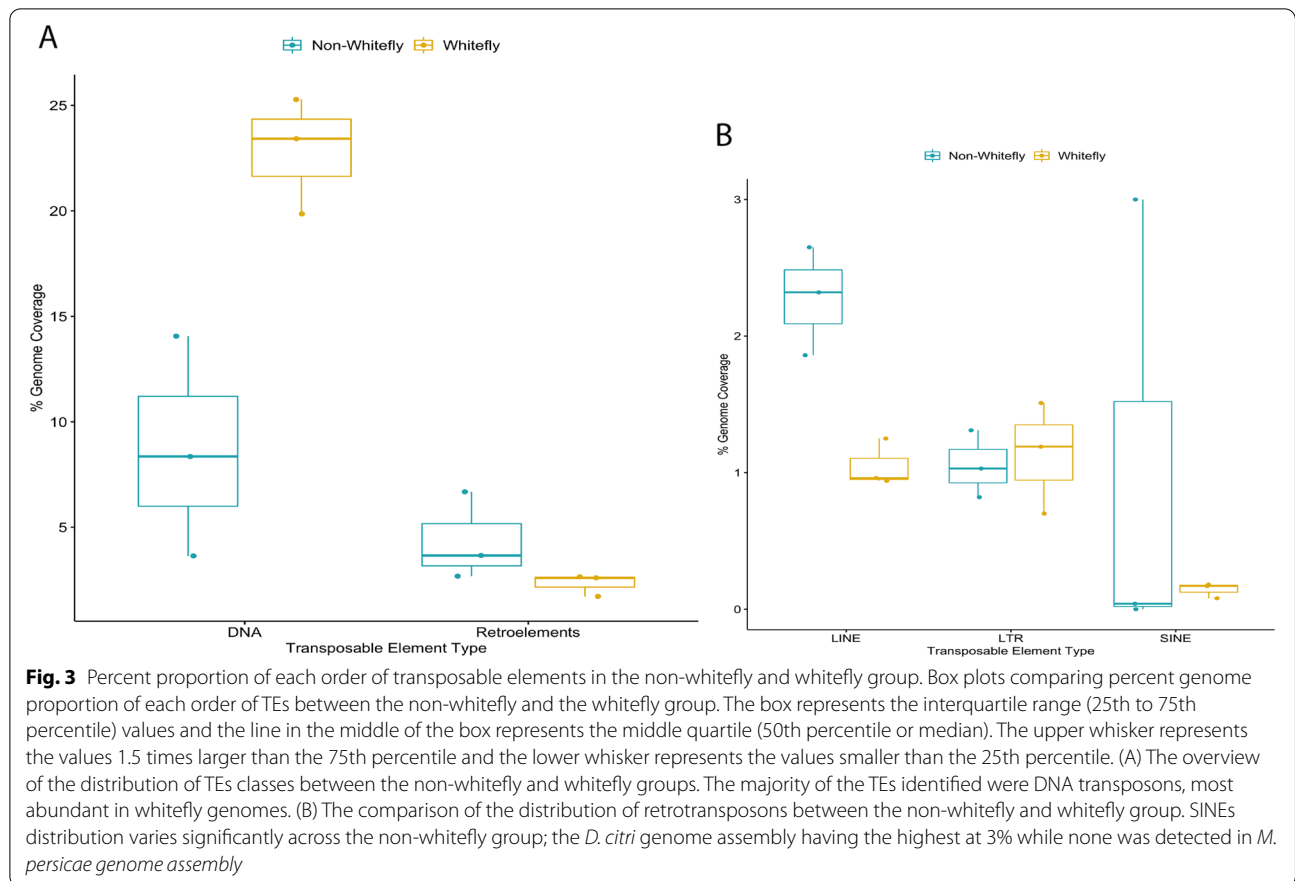 A
Non-Whitefly Whitefly
% Genome Coverage
25
20
15
10
5
DNA Retroelements
Transposable Element Type
B
Non-Whitefly Whitefly
% Genome Coverage
3
2
1
0
LINE LTR SINE
Transposable Element Type
Fig. 3 Percent proportion of each order of transposable elements in the non-whitefly and whitefly group. Box plots comparing percent genome
proportion of each order of TEs between the non-whitefly and the whitefly group. The box represents the interquartile range (25th to 75th
percentile) values and the line in the middle of the box represents the middle quartile (50th percentile or median). The upper whisker represents
the values 1.5 times larger than the 75th percentile and the lower whisker represents the values smaller than the 25th percentile. (A) The overview
of the distribution of TEs classes between the non-whitefly and whitefly groups. The majority of the TEs identified were DNA transposons, most
abundant in whitefly genomes. (B) The comparison of the distribution of retrotransposons between the non-whitefly and whitefly group. SINEs
distribution varies significantly across the non-whitefly group; the D. citri genome assembly having the highest at 3% while none was detected in M.
persicae genome assembly